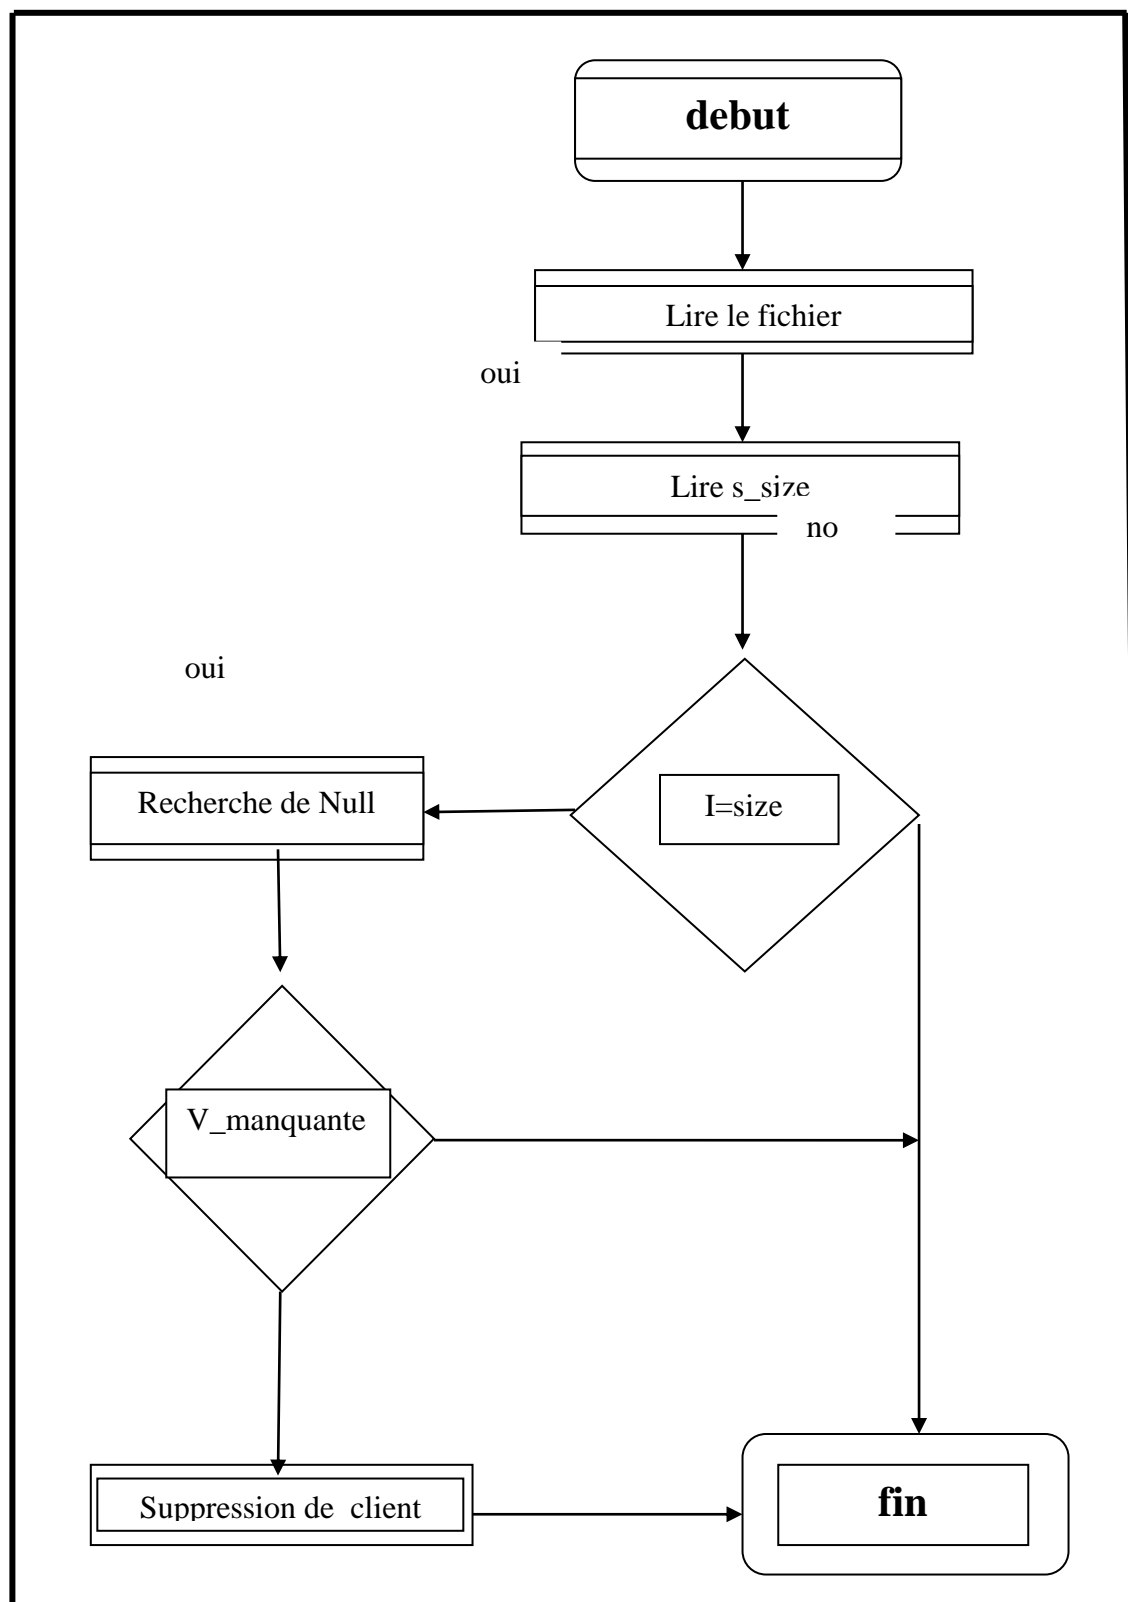 debut
Lire le fichier
oui
Lire s_size
no
oui
Recherche de Null
I=size
V_manquante
Suppression de client
fin